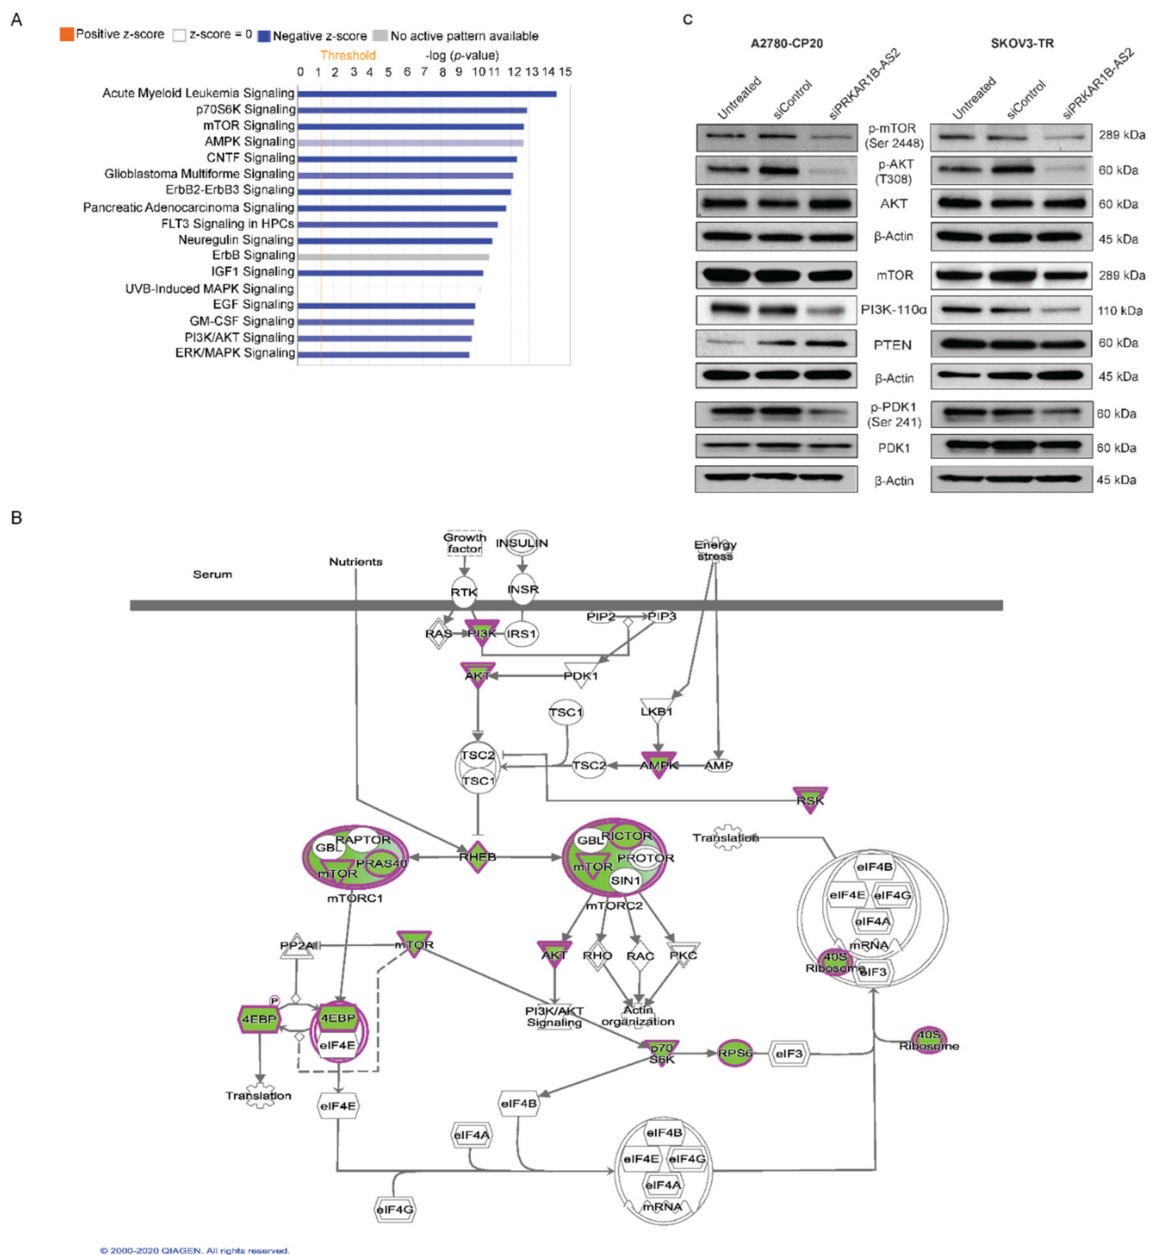 A
Positive z-score z-score = 0 Negative z-score No active pattern available
Threshold -log (p-value)
0 1 2 3 4 5 6 7 8 9 10 11 12 13 14 15
Acute Myeloid Leukemia Signaling
p70S6K Signaling
mTOR Signaling
AMPK Signaling
CNTF Signaling
Glioblastoma Multiforme Signaling
ErbB2-ErbB3 Signaling
Pancreatic Adenocarcinoma Signaling
FLT3 Signaling in HPCs
Neuregulin Signaling
ErbB Signaling
IGF1 Signaling
UVB-Induced MAPK Signaling
EGF Signaling
GM-CSF Signaling
PI3K/AKT Signaling
ERK/MAPK Signaling
C
A2780-CP20 SKOV3-TR
Untreated siControl siPRKAR1B-AS2 Untreated siControl siPRKAR1B-AS2
p-mTOR
(Ser 2448)
289 kDa
p-AKT
(T308)
60 kDa
AKT 60 kDa
β-Actin 45 kDa
mTOR 289 kDa
PI3K-110α 110 kDa
PTEN 60 kDa
β-Actin 45 kDa
p-PDK1
(Ser 241)
60 kDa
PDK1 60 kDa
β-Actin 45 kDa
B
Growth
factor
INSULIN
Energy
stress
Nutrients
Serum
RTK INSR
PIP2 PIP3
RAS PI3K IRS1
AKT PDK1
TSC1 LKB1
TSC2
TSC1
TSC2 AMPK AMP
RSK
GBL RAPTOR
mTOR PRAS40
mTORC1
RHEB
GBL RICTOR
mTOR PROTOR
SIN1
mTORC2
Translation
eIF4B
eIF4E eIF4G
eIF4A
mRNA
40S
Ribosome
eIF3
PP2A mTOR
AKT RHO RAC PKC
P
4EBP 4EBP
eIF4E
PI3K/AKT
Signaling
Actin
organization
p70
S6K
RPS6 eIF3
40S
Ribosome
Translation
eIF4E eIF4B
eIF4A
eIF4G
eIF4B
eIF4E eIF4G
eIF4A
mRNA
© 2000-2020 QIAGEN. All rights reserved.